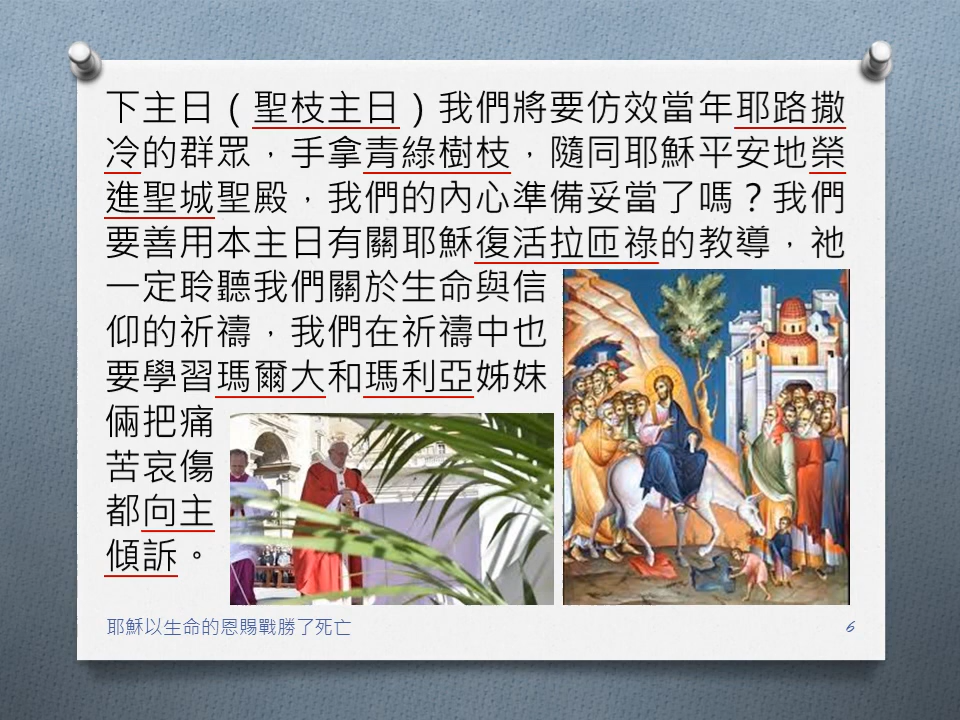 下主日（聖枝主日）我們將要仿效當年耶路撒
冷的群眾，手拿青綠樹枝，隨同耶穌平安地榮
進聖城聖殿，我們的內心準備妥當了嗎？我們
要善用本主日有關耶穌復活拉匝祿的教導，祂
一定聆聽我們關於生命與信
仰的祈禱，我們在祈禱中也
要學習瑪爾大和瑪利亞姊妹
倆把痛
苦哀傷
都向主
傾訴。
耶穌以生命的恩賜戰勝了死亡
6